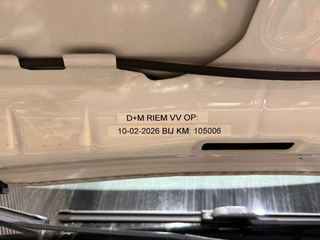 D+M RIEM VV OP:
10-02-2026 BIJ KM: 105006